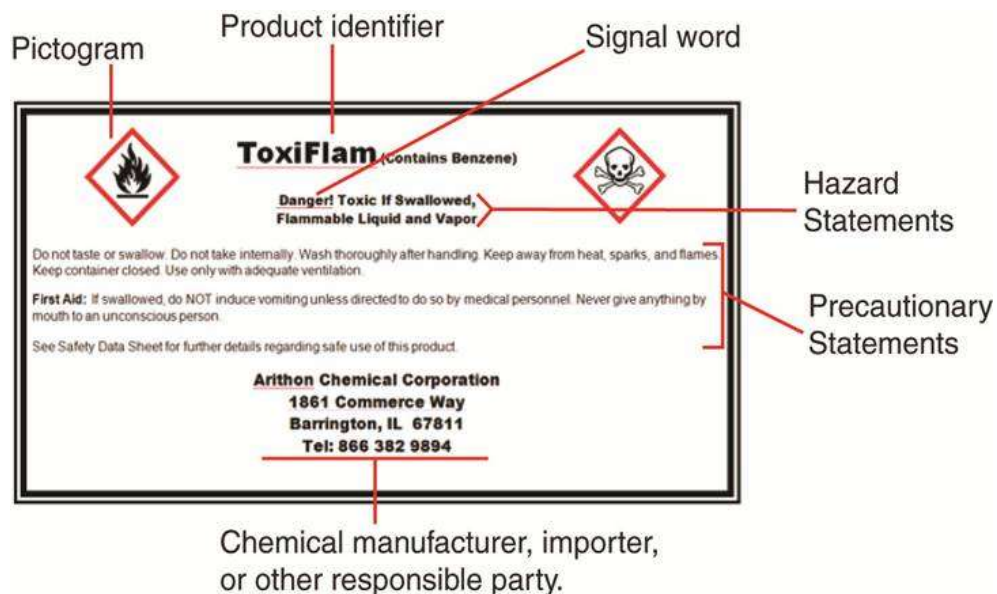 Product identifier
Pictogram
Signal word
ToxiFlam (Contains Benzene)
Danger! Toxic If Swallowed,
Flammable Liquid and Vapor
Hazard
Statements
Do not taste or swallow. Do not take internally. Wash thoroughly after handling. Keep away from heat, sparks, and flames.
Keep container closed. Use only with adequate ventilation.
First Aid: If swallowed, do NOT induce vomiting unless directed to do so by medical personnel. Never give anything by
mouth to an unconscious person.
See Safety Data Sheet for further details regarding safe use of this product.
Precautionary
Statements
Arithon Chemical Corporation
1861 Commerce Way
Barrington, IL 67811
Tel: 866 382 9894
Chemical manufacturer, importer,
or other responsible party.